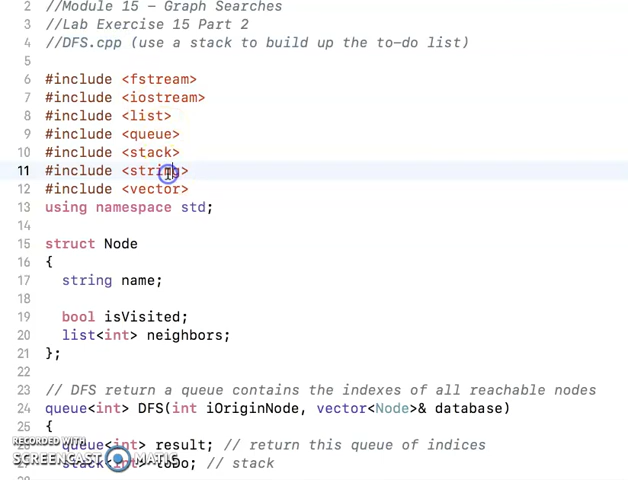 2 //Module 15 – Graph Searches
3 //Lab Exercise 15 Part 2
4 //DFS.cpp (use a stack to build up the to-do list)
5
6 #include <fstream>
7 #include <iostream>
8 #include <list>
9 #include <queue>
10 #include <stack>
11 #include <string>
12 #include <vector>
13 using namespace std;
14
15 struct Node
16 {
17 string name;
18
19 bool isVisited;
20 list<int> neighbors;
21 };
22
23 // DFS return a queue contains the indexes of all reachable nodes
24 queue<int> DFS(int iOriginNode, vector<Node>& database)
25 {
queue<int> result; // return this queue of indices
stack<int> toDo; // stack
RECORDED WITH
SCREENCAST MATIC